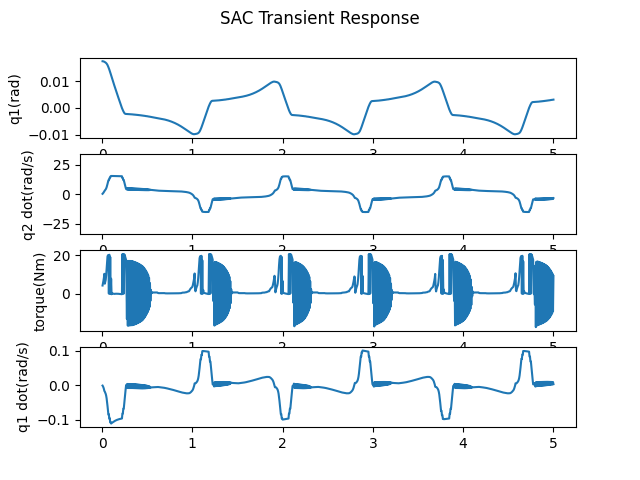 SAC Transient Response
q1(rad)
0.01
0.00
−0.01
0 1 2 3 4 5
q2 dot(rad/s)
25
0
−25
0 1 2 3 4 5
torque(Nm)
20
0
0 1 2 3 4 5
q1 dot(rad/s)
0.1
0.0
−0.1
0 1 2 3 4 5